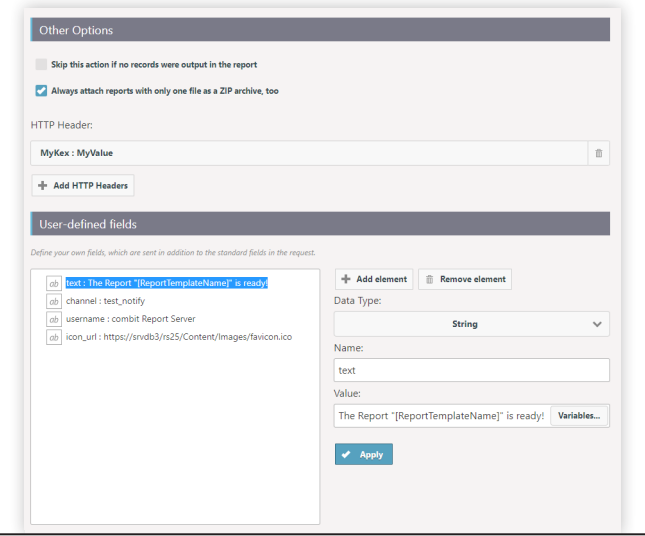 Other Options
Skip this action if no records were output in the report
Always attach reports with only one file as a ZIP archive, too
HTTP Header:
MyKex : MyValue
Add HTTP Headers
User-defined fields
Define your own fields, which are sent in addition to the standard fields in the request.
ab text : The Report "[ReportTemplateName]" is ready!
ab channel : test_notify
ab username : combit Report Server
ab icon_url : https://srvdb3/rs25/Content/Images/favicon.ico
Add element
Remove element
Data Type:
String
Name:
text
Value:
The Report "[ReportTemplateName]" is ready!
Variables...
Apply